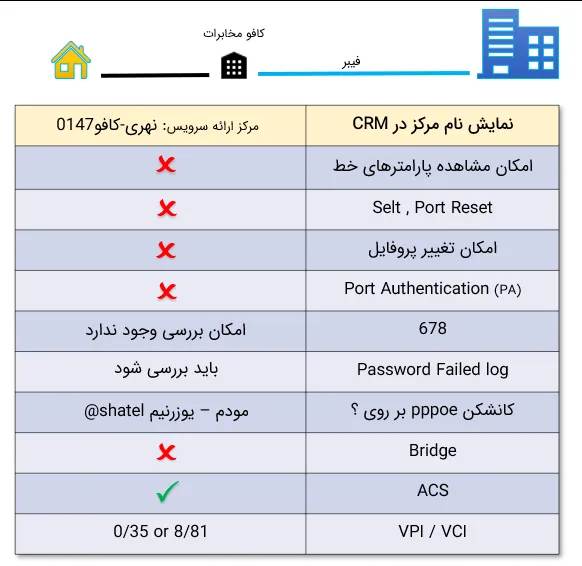 کافو مخابرات
فیبر
نمایش نام مرکز در CRM
مرکز ارائه سرویس: نهری-کافو0147
امکان مشاهده پارامترهای خط
Selt , Port Reset
امکان تغییر پروفایل
Port Authentication (PA)
678
امکان بررسی وجود ندارد
Password Failed log
باید بررسی شود
کانشکن pppoe بر روی ؟
مودم – یوزرنیم @shatel
Bridge
ACS
VPI / VCI
0/35 or 8/81